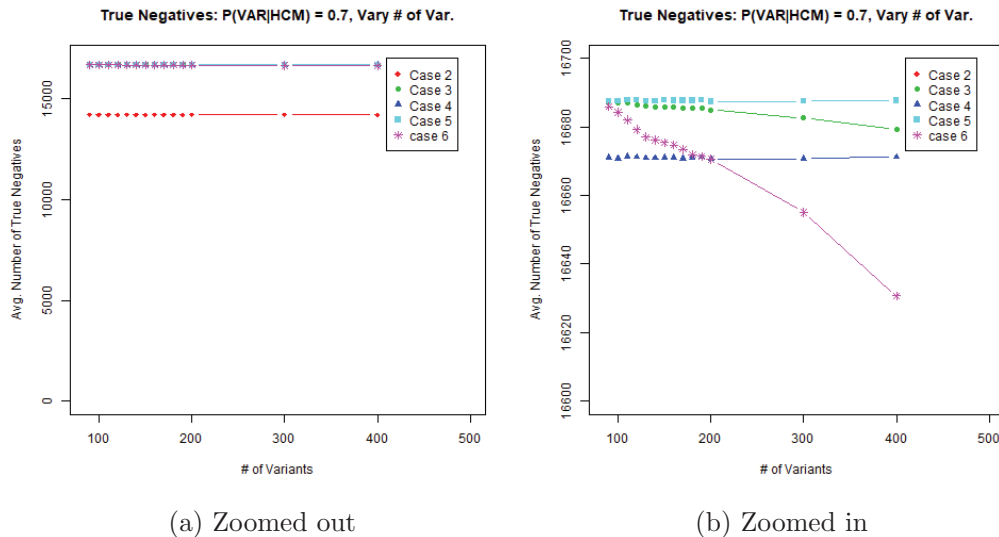 True Negatives: P(VAR|HCM) = 0.7, Vary # of Var.
Avg. Number of True Negatives
15000
10000
5000
0
Case 2
Case 3
Case 4
Case 5
case 6
100 200 300 400 500
# of Variants
(a) Zoomed out
True Negatives: P(VAR|HCM) = 0.7, Vary # of Var.
Avg. Number of True Negatives
16700
16680
16660
16640
16620
16600
Case 2
Case 3
Case 4
Case 5
case 6
100 200 300 400 500
# of Variants
(b) Zoomed in